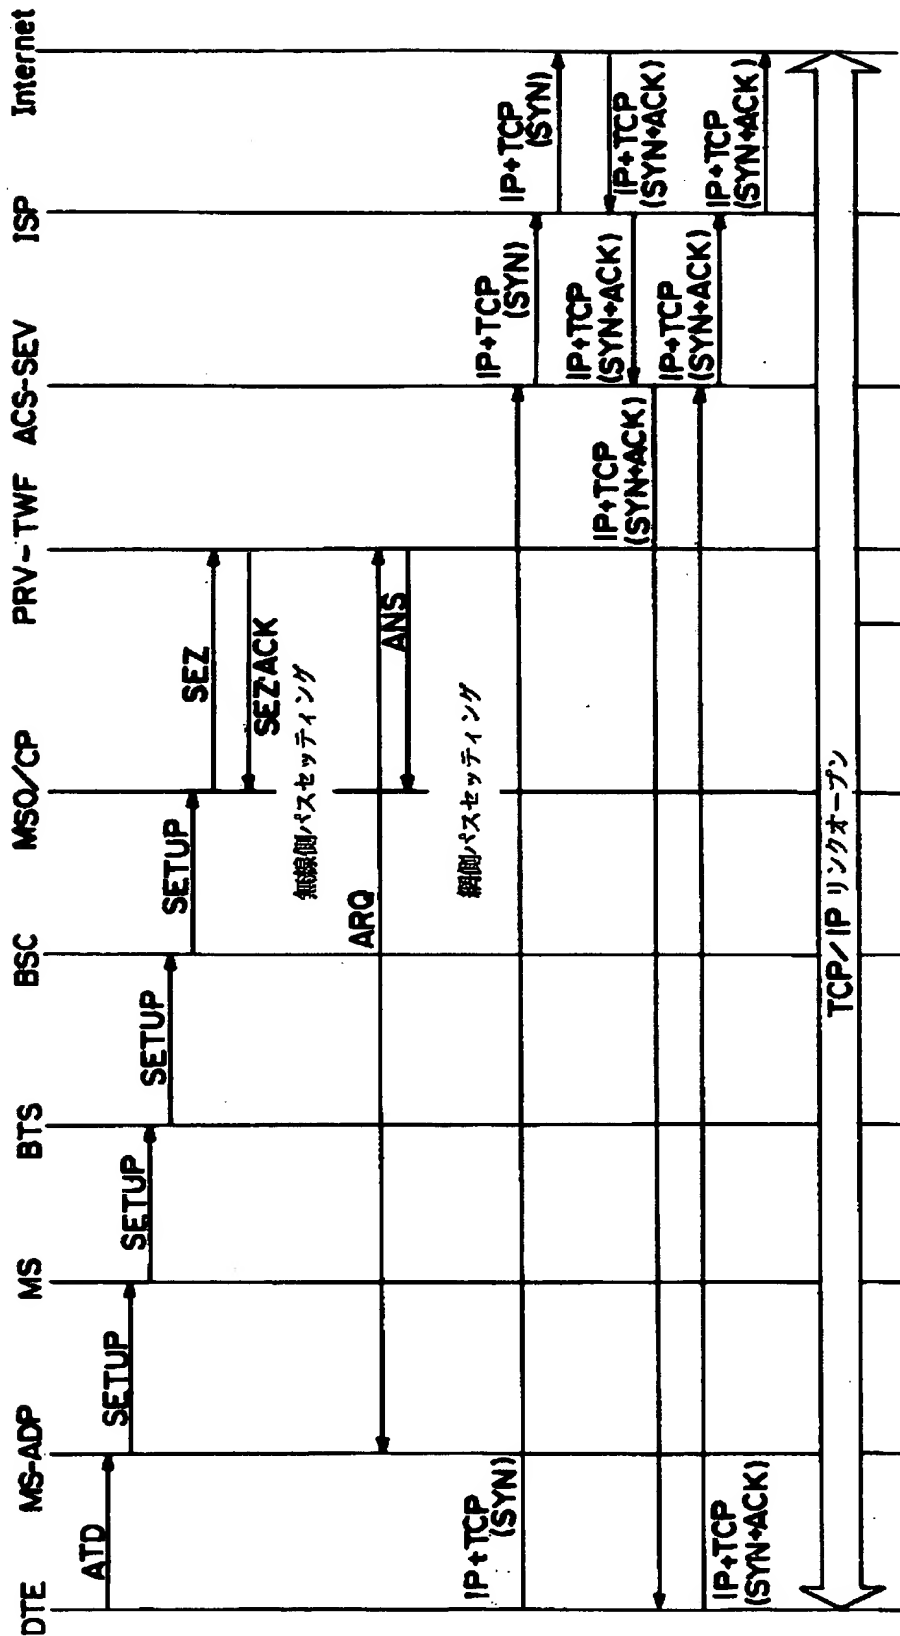 DTE
MS-ADP
MS
BTS
BSC
MSO/CP
PRV-TWF
ACS-SEV
ISP
Internet
ATD
SETUP
SETUP
SETUP
SETUP
SEZ
SEZ ACK
無線側パスセッティング
ARQ
ANS
網側パスセッティング
IP+TCP
(SYN)
IP+TCP
(SYN)
IP+TCP
(SYN)
IP+TCP
(SYN+ACK)
IP+TCP
(SYN+ACK)
IP+TCP
(SYN+ACK)
IP+TCP
(SYN+ACK)
IP+TCP
(SYN+ACK)
IP+TCP
(SYN+ACK)
TCP/IP リンクオープン